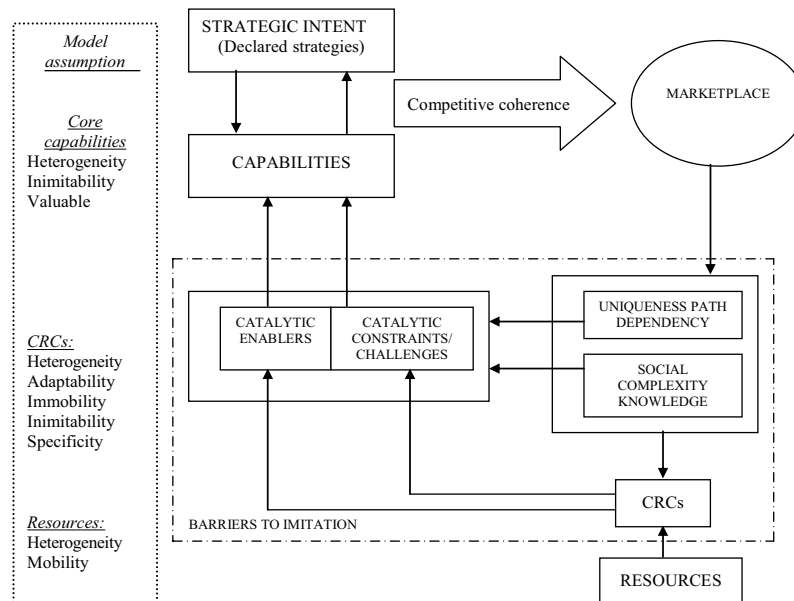 Model
assumption
Core
capabilities
Heterogeneity
Inimitability
Valuable
CRCs:
Heterogeneity
Adaptability
Immobility
Inimitability
Specificity
Resources:
Heterogeneity
Mobility
STRATEGIC INTENT
(Declared strategies)
Competitive coherence
MARKETPLACE
CAPABILITIES
CATALYTIC
ENABLERS
CATALYTIC
CONSTRAINTS/
CHALLENGES
UNIQUENESS PATH
DEPENDENCY
SOCIAL
COMPLEXITY
KNOWLEDGE
CRCs
BARRIERS TO IMITATION
RESOURCES